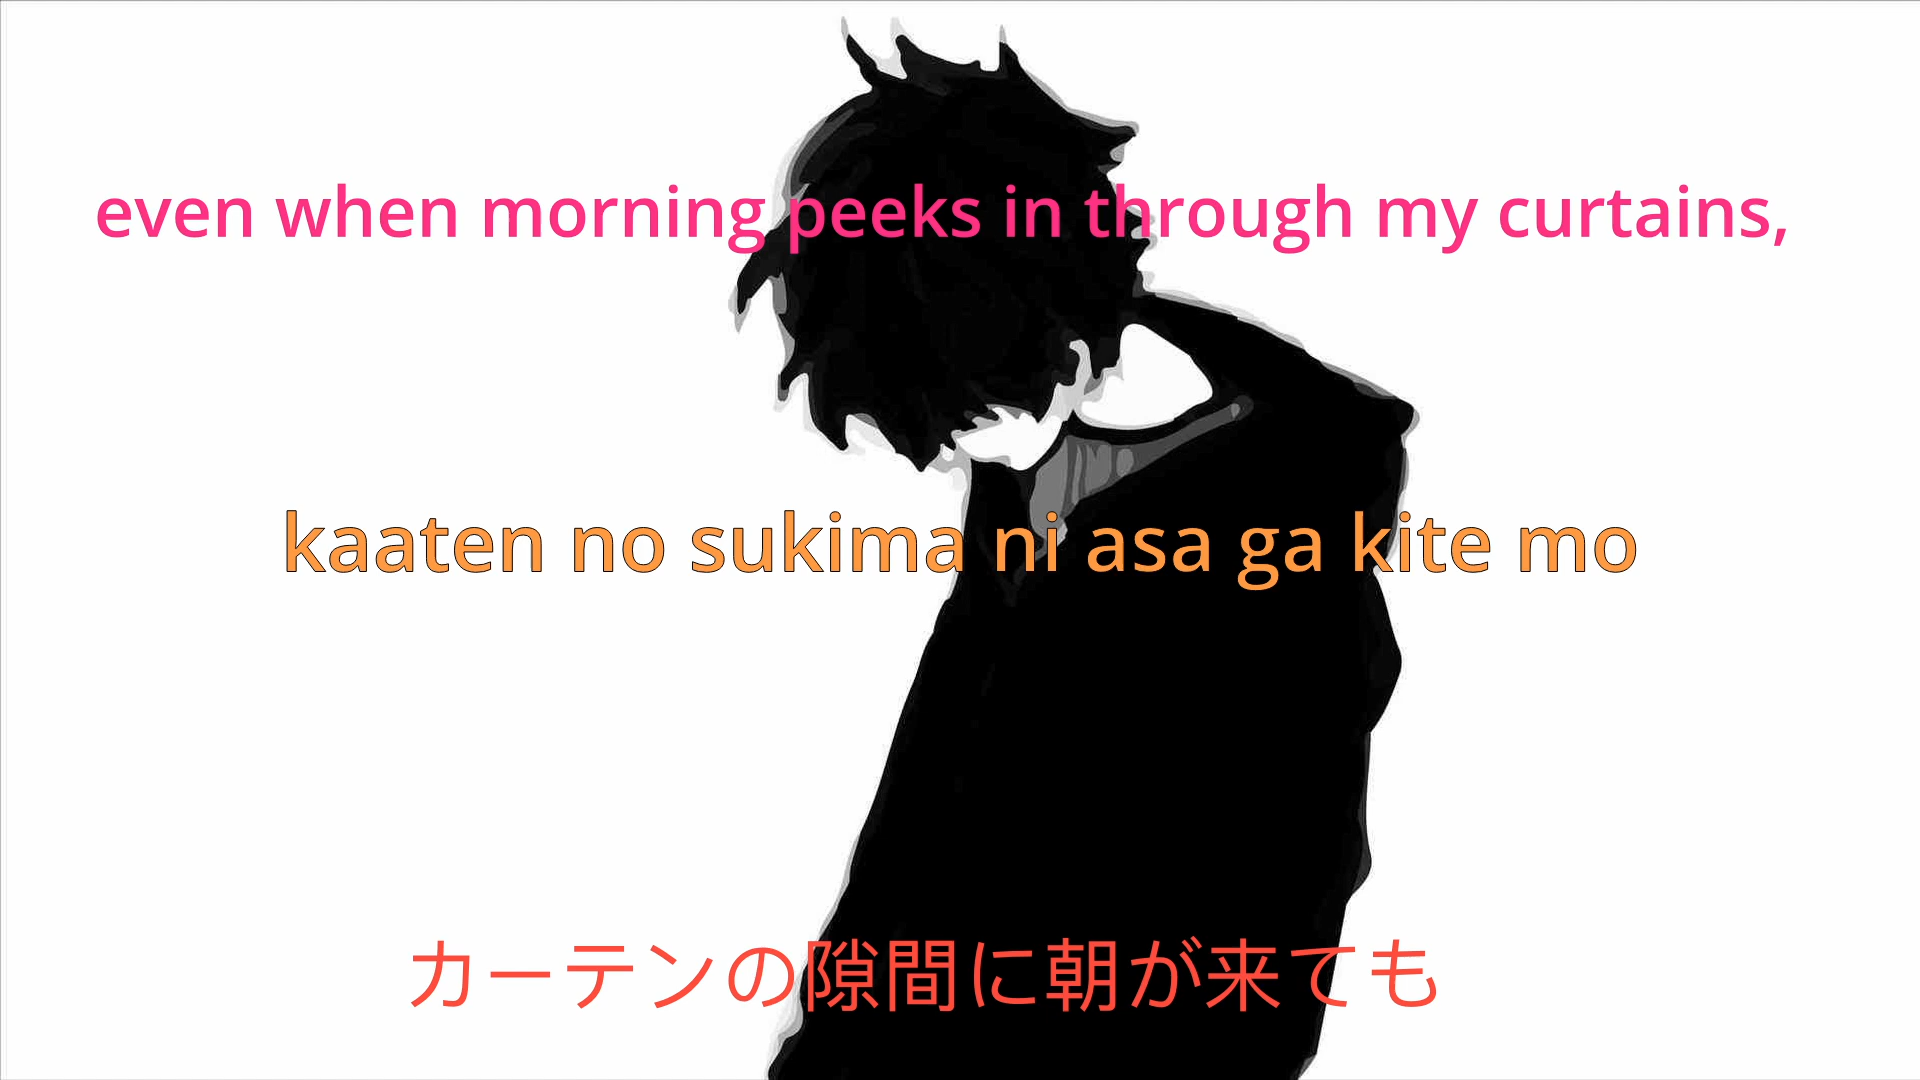 even when morning peeks in through my curtains,
kaaten no sukima ni asa ga kite mo
カーテンの隙間に朝が来ても